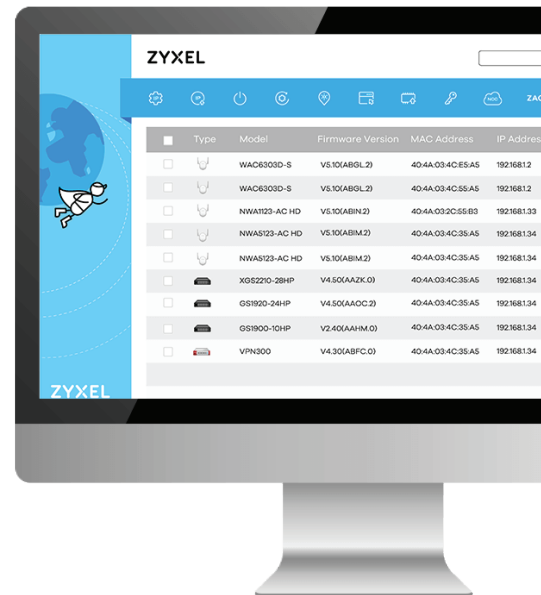 ZYXEL
NCC
ZAC
Type Model Firmware Version MAC Address IP Addres
WAC6303D-S V5.10(ABGL.2) 40:4A:03:4C:E5:A5 192.168.1.2
WAC6303D-S V5.10(ABGL.2) 40:4A:03:4C:55:A5 192.168.1.2
NWA1123-AC HD V5.10(ABIN.2) 40:4A:03:2C:55:B3 192.168.1.33
NWA5123-AC HD V5.10(ABIM.2) 40:4A:03:4C:35:A5 192.168.1.34
NWA5123-AC HD V5.10(ABIM.2) 40:4A:03:4C:35:A5 192.168.1.34
XGS2210-28HP V4.50(AAZK.0) 40:4A:03:4C:35:A5 192.168.1.34
GS1920-24HP V4.50(AAOC.2) 40:4A:03:4C:35:A5 192.168.1.34
GS1900-10HP V2.40(AAHM.0) 40:4A:03:4C:35:A5 192.168.1.34
VPN300 V4.30(ABFC.0) 40:4A:03:4C:35:A5 192.168.1.34
ZYXEL